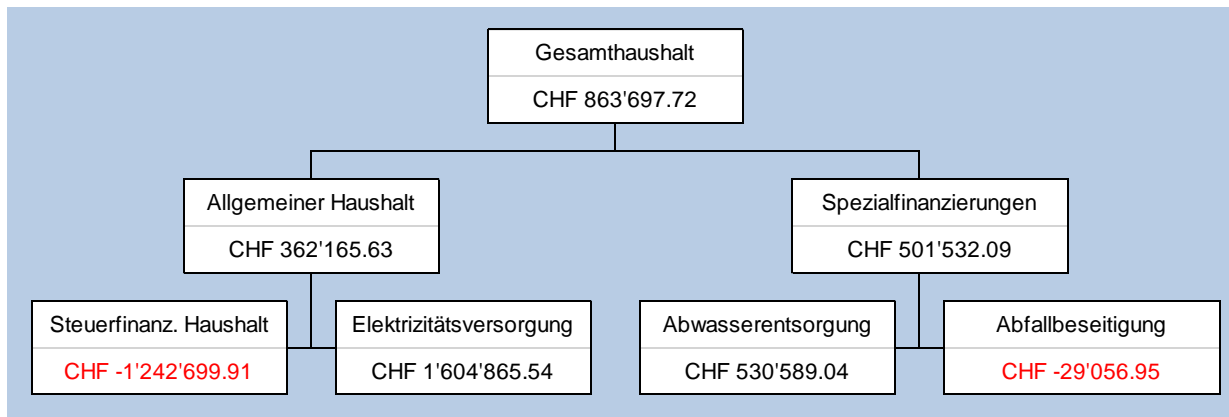 Gesamthaushalt
CHF 863'697.72
Allgemeiner Haushalt
CHF 362'165.63
Spezialfinanzierungen
CHF 501'532.09
Steuerfinanz. Haushalt
CHF -1'242'699.91
Elektrizitätsversorgung
CHF 1'604'865.54
Abwasserentsorgung
CHF 530'589.04
Abfallbeseitigung
CHF -29'056.95